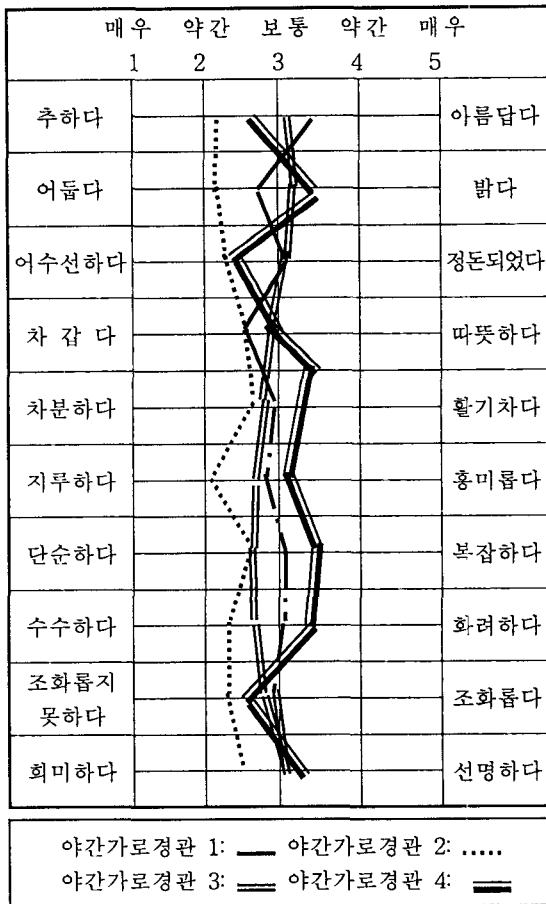 매우 약간 보통 약간 매우
1 2 3 4 5
추하다 아름답다
어둡다 밝다
어수선하다 정돈되었다
차 갑 다 따뜻하다
차분하다 활기차다
지루하다 흥미롭다
단순하다 복잡하다
수수하다 화려하다
조화롭지 조화롭다
못하다
희미하다 선명하다
야간가로경관 1: 야간가로경관 2:
야간가로경관 3: 야간가로경관 4: